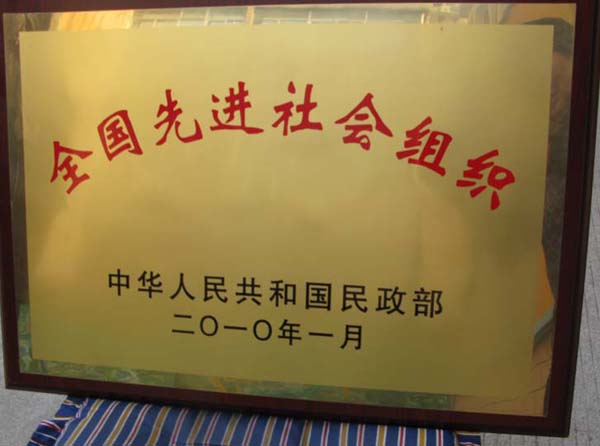 全国先进社会组织
中华人民共和国民政部
二〇一〇年一月